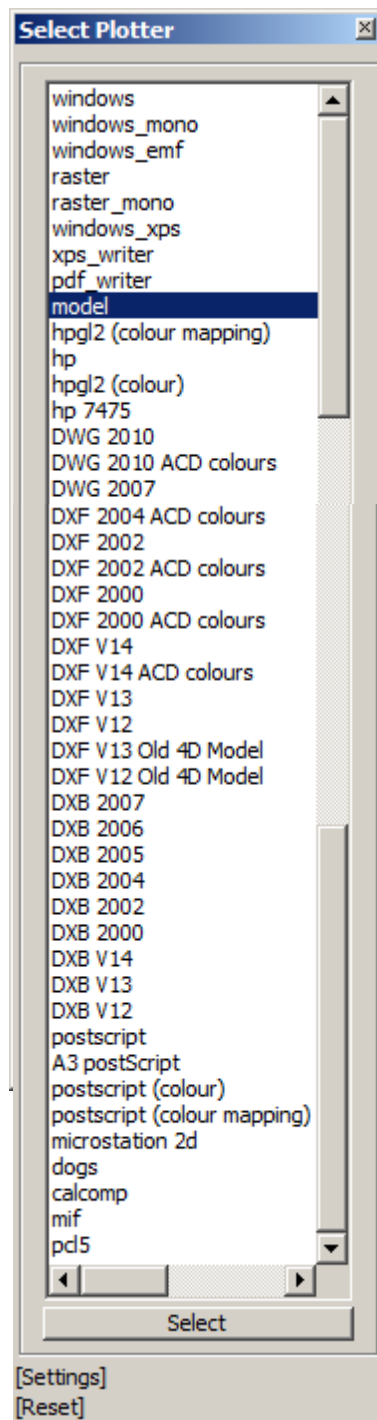 Select Plotter
windows
windows_mono
windows_emf
raster
raster_mono
windows_xps
xps_writer
pdf_writer
model
hpgl2 (colour mapping)
hp
hpgl2 (colour)
hp 7475
DWG 2010
DWG 2010 ACD colours
DWG 2007
DXF 2004 ACD colours
DXF 2002
DXF 2002 ACD colours
DXF 2000
DXF 2000 ACD colours
DXF V14
DXF V14 ACD colours
DXF V13
DXF V12
DXF V13 Old 4D Model
DXF V12 Old 4D Model
DXB 2007
DXB 2006
DXB 2005
DXB 2004
DXB 2002
DXB 2000
DXB V14
DXB V13
DXB V12
postscript
A3 postScript
postscript (colour)
postscript (colour mapping)
microstation 2d
dogs
calcomp
mif
pcl5
Select
[Settings]
[Reset]